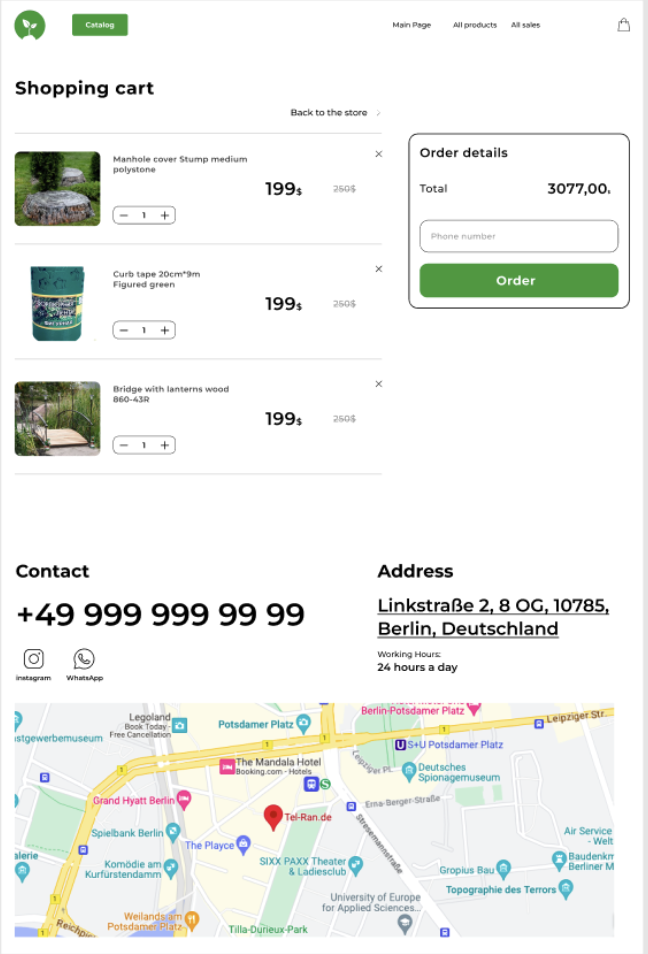 Catalog
Main Page
All products
All sales
Shopping cart
Back to the store
Manhole cover Stump medium
polystone
199$
250$
1
Curb tape 20cm*9m
Figured green
199$
250$
1
Bridge with lanterns wood
860-43R
199$
250$
1
Order details
Total
3077,00
Phone number
Order
Contact
+49 999 999 99 99
instagram
WhatsApp
Address
Linkstraße 2, 8 OG, 10785,
Berlin, Deutschland
Working Hours:
24 hours a day
Legoland
Book Today -
Free Cancellation
Potsdamer Platz
Berlin-Potsdamer Platz
Leipziger Str.
stgewerbemuseum
S+U Potsdamer Platz
The Mandala Hotel
Booking.com - Hotels
Leipziger Pl.
Deutsches
Spionagemuseum
Grand Hyatt Berlin
Erna-Berger-Straße
Tel-Ran.de
Stresemannstraße
Spielbank Berlin
The Playce
Air Service
- Welt
alerie
Komödie am
Kurfürstendamm
SIXX PAXX Theater
& Ladiesclub
Gropius Bau
Baudenkm
Berliner M
Topographie des Terrors
University of Europe
for Applied Sciences...
Weilands am
Potsdamer Platz
Tilla-Durieux-Park
Reichpi